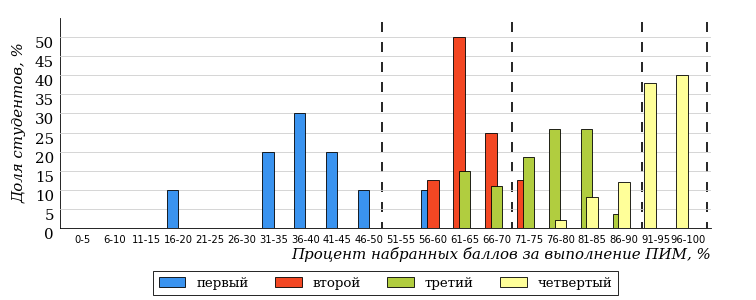 Доля студентов, %
50
45
40
35
30
25
20
15
10
5
0
0-5 6-10 11-15 16-20 21-25 26-30 31-35 36-40 41-45 46-50 51-55 56-60 61-65 66-70 71-75 76-80 81-85 86-90 91-95 96-100
Процент набранных баллов за выполнение ПИМ, %
первый второй третий четвертый